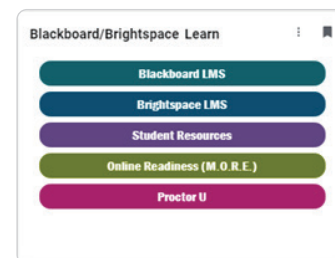 Blackboard/Brightspace Learn
Blackboard LMS
Brightspace LMS
Student Resources
Online Readiness (M.O.R.E.)
Proctor U